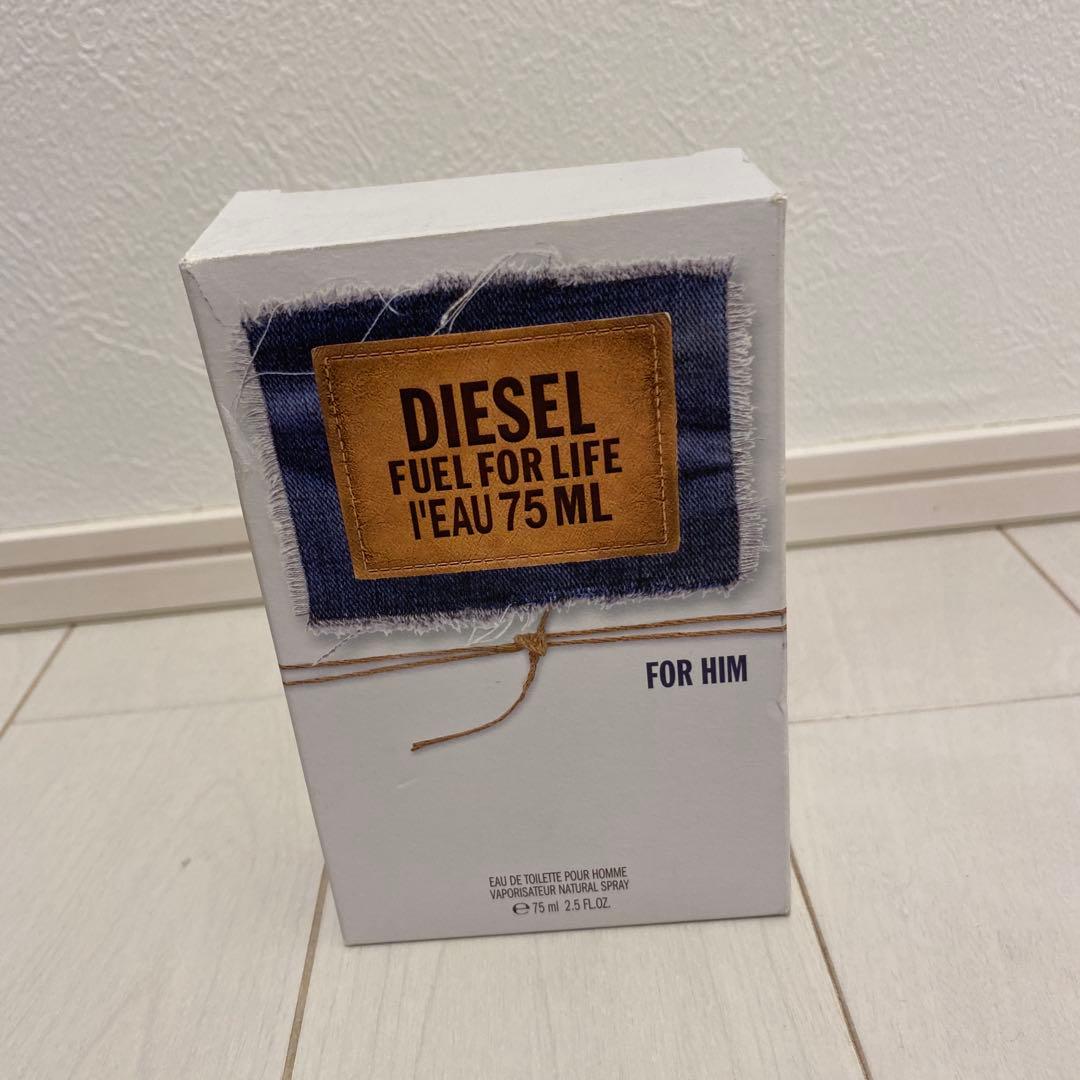 DIESEL
FUEL FOR LIFE
l'EAU 75 ML
FOR HIM
EAU DE TOILETTE POUR HOMME
VAPORISATEUR NATURAL SPRAY
℮ 75 ml 2.5 FL.OZ.